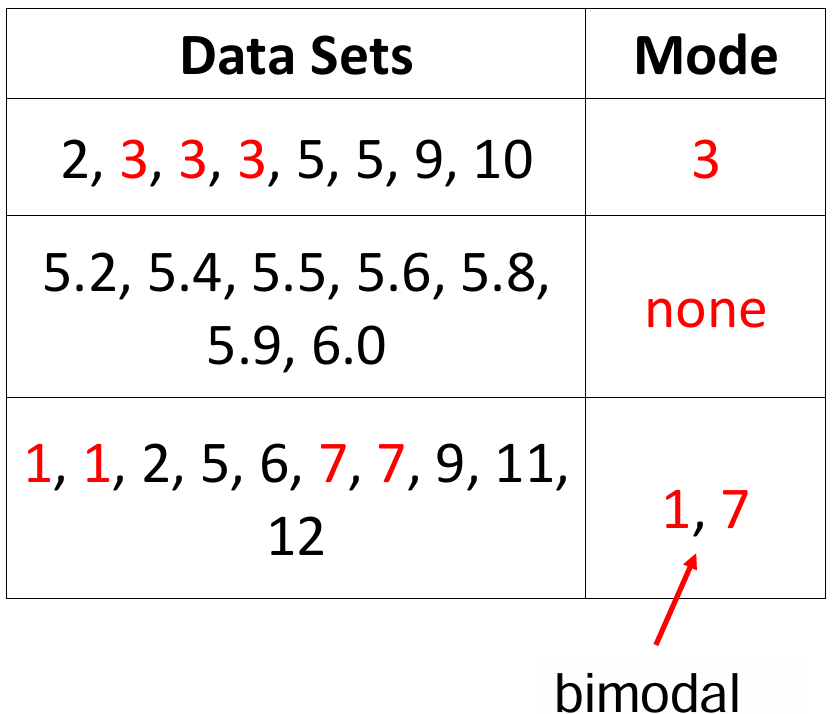 Data Sets
Mode
2, 3, 3, 3, 5, 5, 9, 10
3
5.2, 5.4, 5.5, 5.6, 5.8,
5.9, 6.0
none
1, 1, 2, 5, 6, 7, 7, 9, 11,
12
1, 7
bimodal